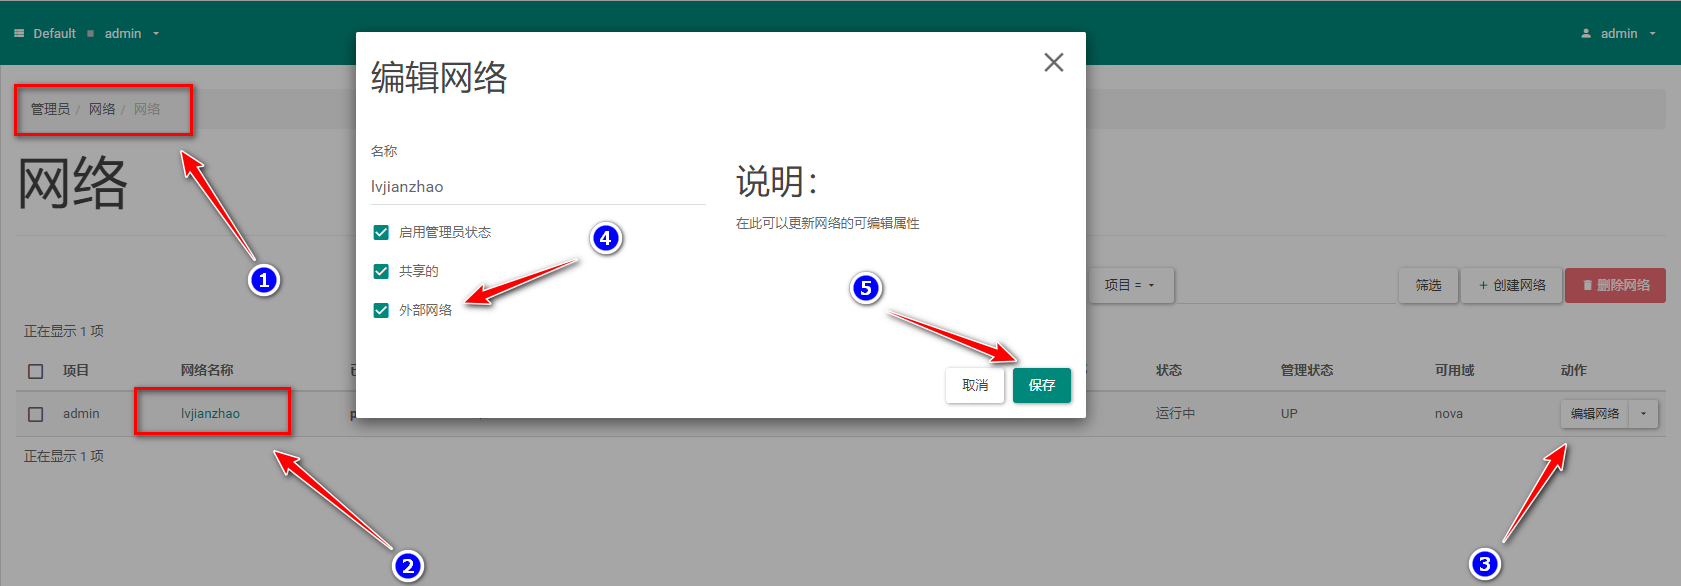 Default admin
admin
管理员 / 网络 / 网络
网络
编辑网络
名称
lvjianzhao
启用管理员状态
共享的
外部网络
说明：
在此可以更新网络的可编辑属性
取消
保存
项目 =
筛选
+ 创建网络
删除网络
正在显示 1 项
项目 网络名称 状态 管理状态 可用域 动作
admin lvjianzhao 运行中 UP nova 编辑网络
正在显示 1 项
1
2
3
4
5